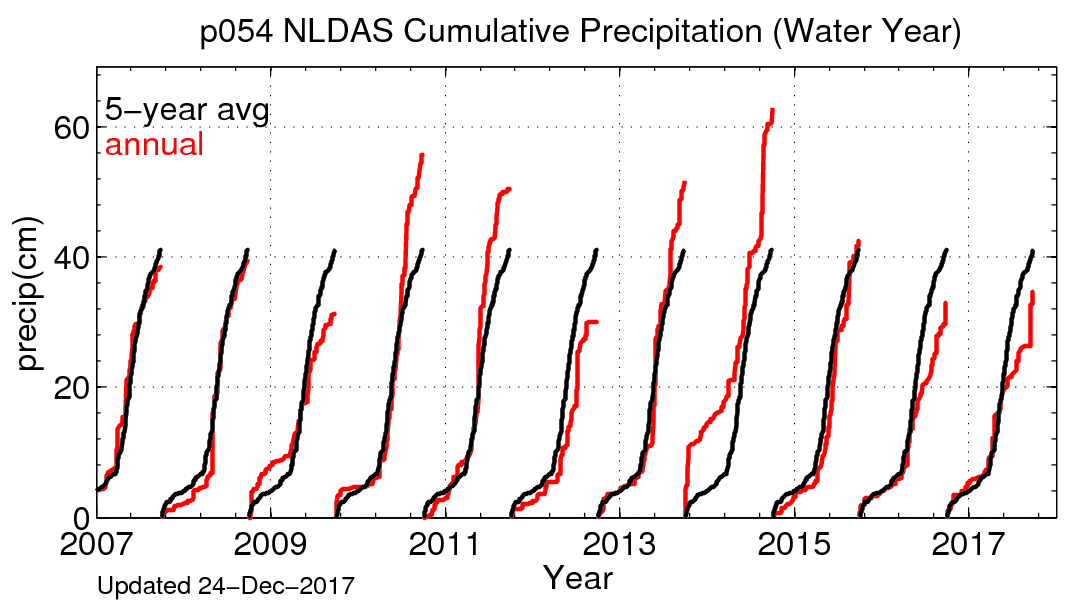 p054 NLDAS Cumulative Precipitation (Water Year)
5−year avg
annual
60
40
20
0
precip(cm)
2007 2009 2011 2013 2015 2017
Year
Updated 24−Dec−2017